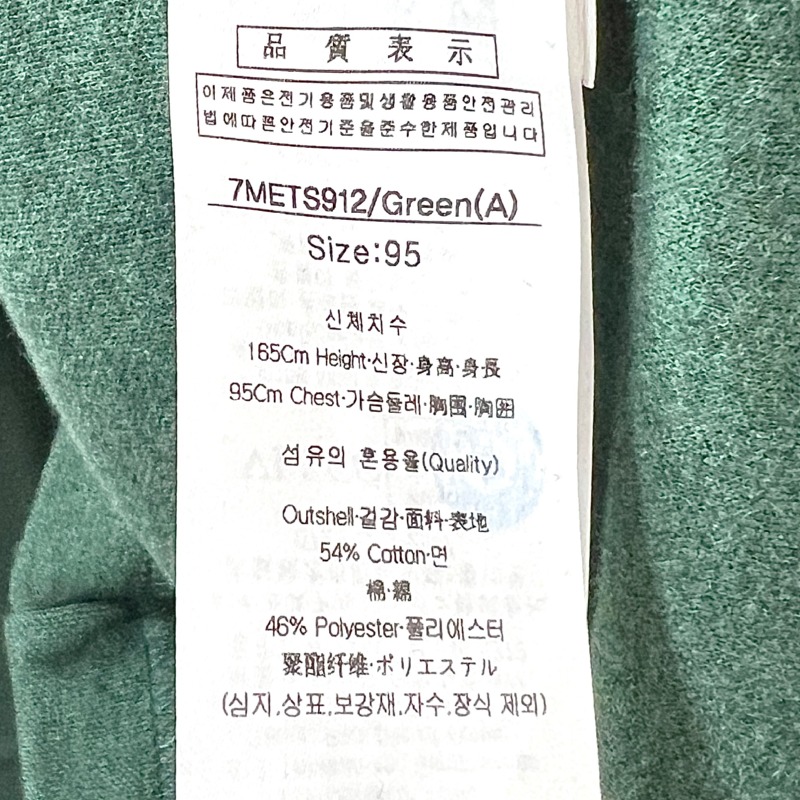 品質表示
이제품은전기용품및생활용품안전관리
법에따른안전기준을준수한제품입니다
7METS912/Green(A)
Size:95
신체치수
165Cm Height·신장·身高·身長
95Cm Chest·가슴둘레·胸围·胸囲
섬유의 혼용율(Quality)
Outshell·겉감·面料·表地
54% Cotton·면
棉·綿
46% Polyester·폴리에스터
聚酯纤维·ポリエステル
(심지,상표,보강재,자수,장식 제외)